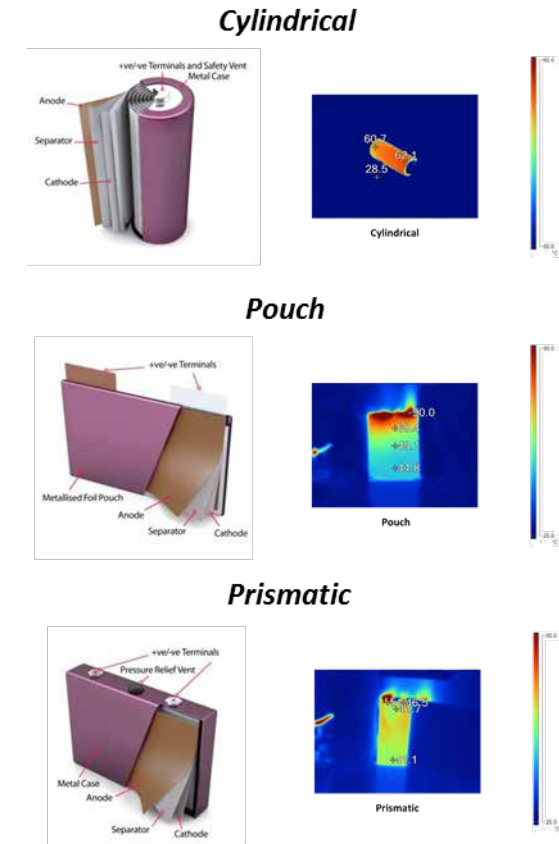 Cylindrical
+ve/-ve Terminals and Safety Vent
Metal Case
Anode
Separator
Cathode
60.7
62.1
28.5
Cylindrical
Pouch
+ve/-ve Terminals
Metallised Foil Pouch
Anode
Separator
Cathode
Pouch
Prismatic
+ve/-ve Terminals
Pressure Relief Vent
Metal Case
Anode
Separator
Cathode
Prismatic